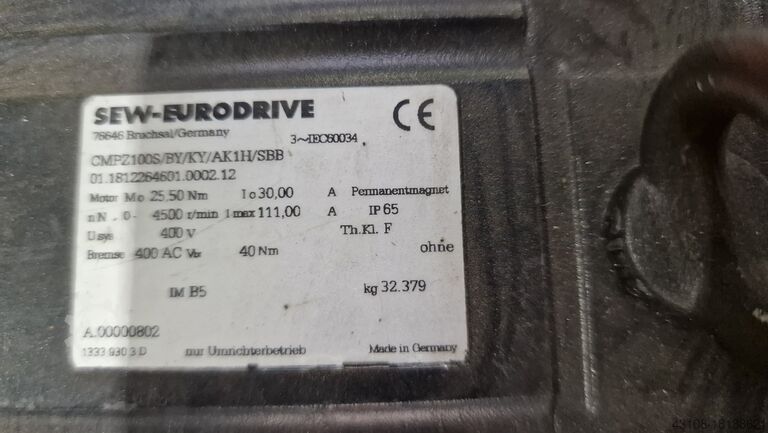 SEW-EURODRIVE CE
76646 Bruchsal/Germany 3~IEC60034
CMPZ100S/BY/KY/AK1H/SBB
01.1812264601.0002.12
Motor Mo 25,50 Nm Io 30,00 A Permanentmagnet
nN 0- 4500 r/min Imax 111,00 A IP 65
Usys 400 V Th.Kl. F
Bremse 400 AC Vbr 40 Nm ohne
IM B5 kg 32.379
A.00000802
1333 930 3 D nur Umrichterbetrieb Made in Germany